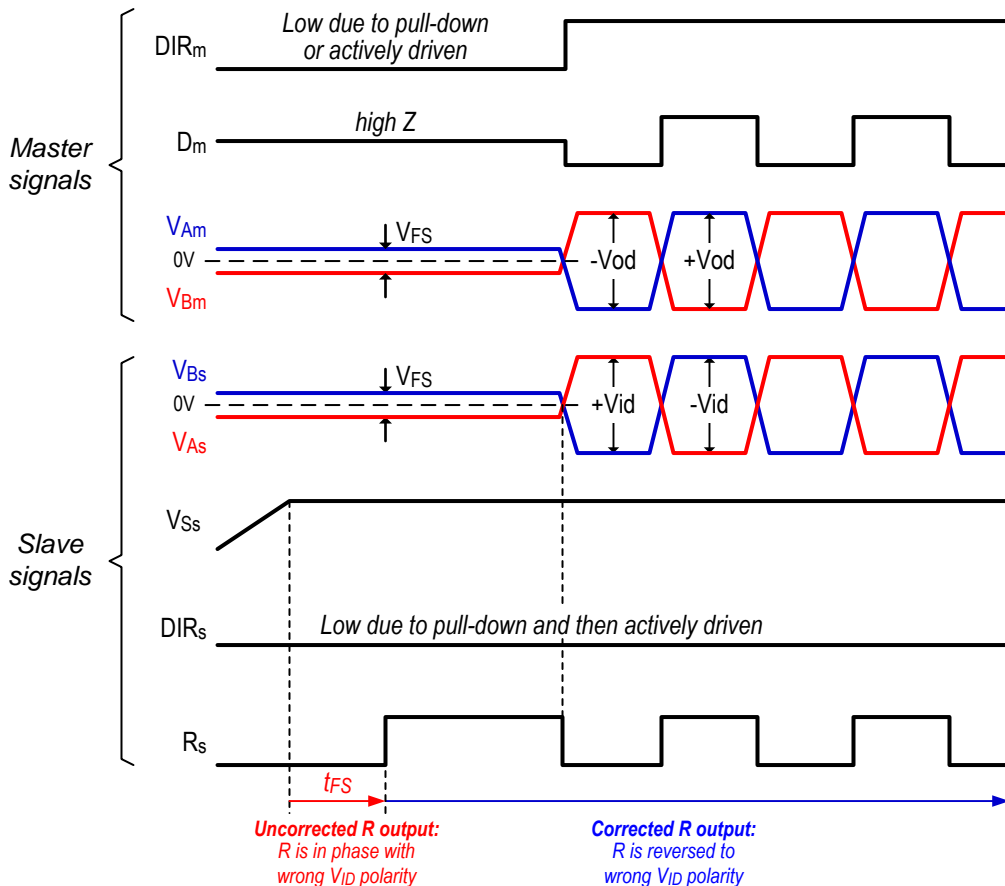 Low due to pull-down
or actively driven
DIRm
high Z
Dm
Master
signals
VAm
VFS
0V
-Vod
+Vod
VBm
VBs
VFS
0V
+Vid
-Vid
VAs
VSs
Slave
signals
DIRs
Low due to pull-down and then actively driven
Rs
tFS
Uncorrected R output:
R is in phase with
wrong VID polarity
Corrected R output:
R is reversed to
wrong VID polarity